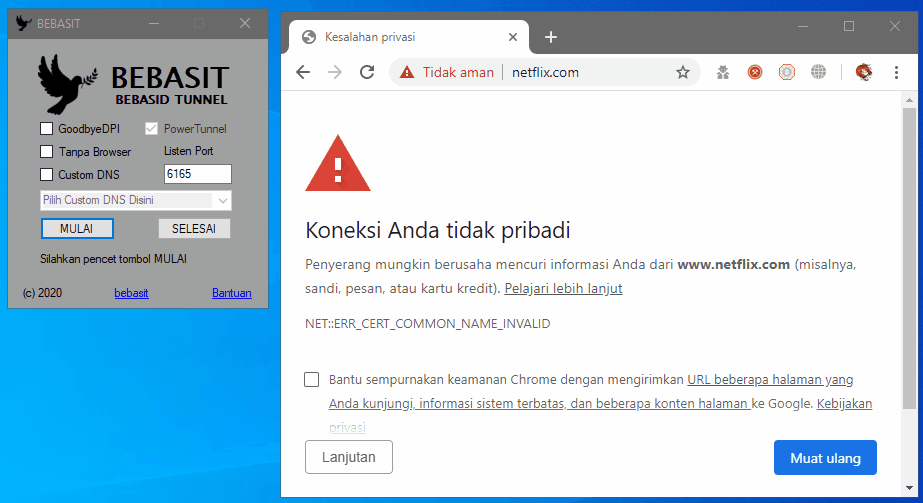 BEBASIT
BEBASIT
BEBASID TUNNEL
GoodbyeDPI
PowerTunnel
Tanpa Browser
Listen Port
Custom DNS
6165
Pilih Custom DNS Disini
MULAI
SELESAI
Silahkan pencet tombol MULAI
(c) 2020
bebasit
Bantuan
Kesalahan privasi
Tidak aman
netflix.com
Koneksi Anda tidak pribadi
Penyerang mungkin berusaha mencuri informasi Anda dari www.netflix.com (misalnya,
sandi, pesan, atau kartu kredit). Pelajari lebih lanjut
NET::ERR_CERT_COMMON_NAME_INVALID
Bantu sempurnakan keamanan Chrome dengan mengirimkan URL beberapa halaman yang
Anda kunjungi, informasi sistem terbatas, dan beberapa konten halaman ke Google. Kebijakan
privasi
Lanjutan
Muat ulang